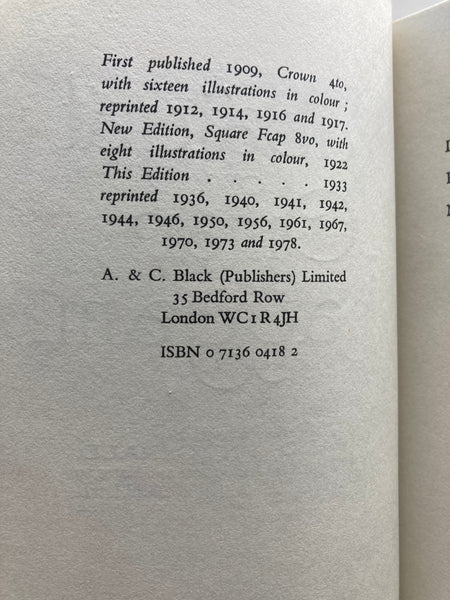 First published 1909, Crown 4to,
with sixteen illustrations in colour;
reprinted 1912, 1914, 1916 and 1917.
New Edition, Square Fcap 8vo, with
eight illustrations in colour, 1922
This Edition . . . . . 1933
reprinted 1936, 1940, 1941, 1942,
1944, 1946, 1950, 1956, 1961, 1967,
1970, 1973 and 1978.
A. & C. Black (Publishers) Limited
35 Bedford Row
London WC1R 4JH
ISBN 0 7136 0418 2